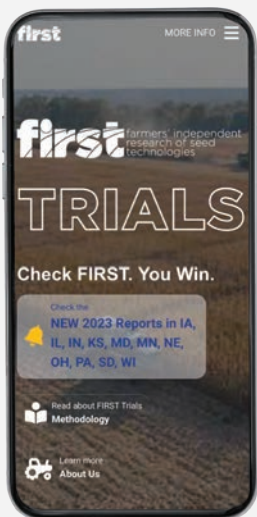 first
MORE INFO
first farmers' independent
research of seed
technologies
TRIALS
Check FIRST. You Win.
Check the
NEW 2023 Reports in IA,
IL, IN, KS, MD, MN, NE,
OH, PA, SD, WI
Read about FIRST Trials
Methodology
Learn more
About Us